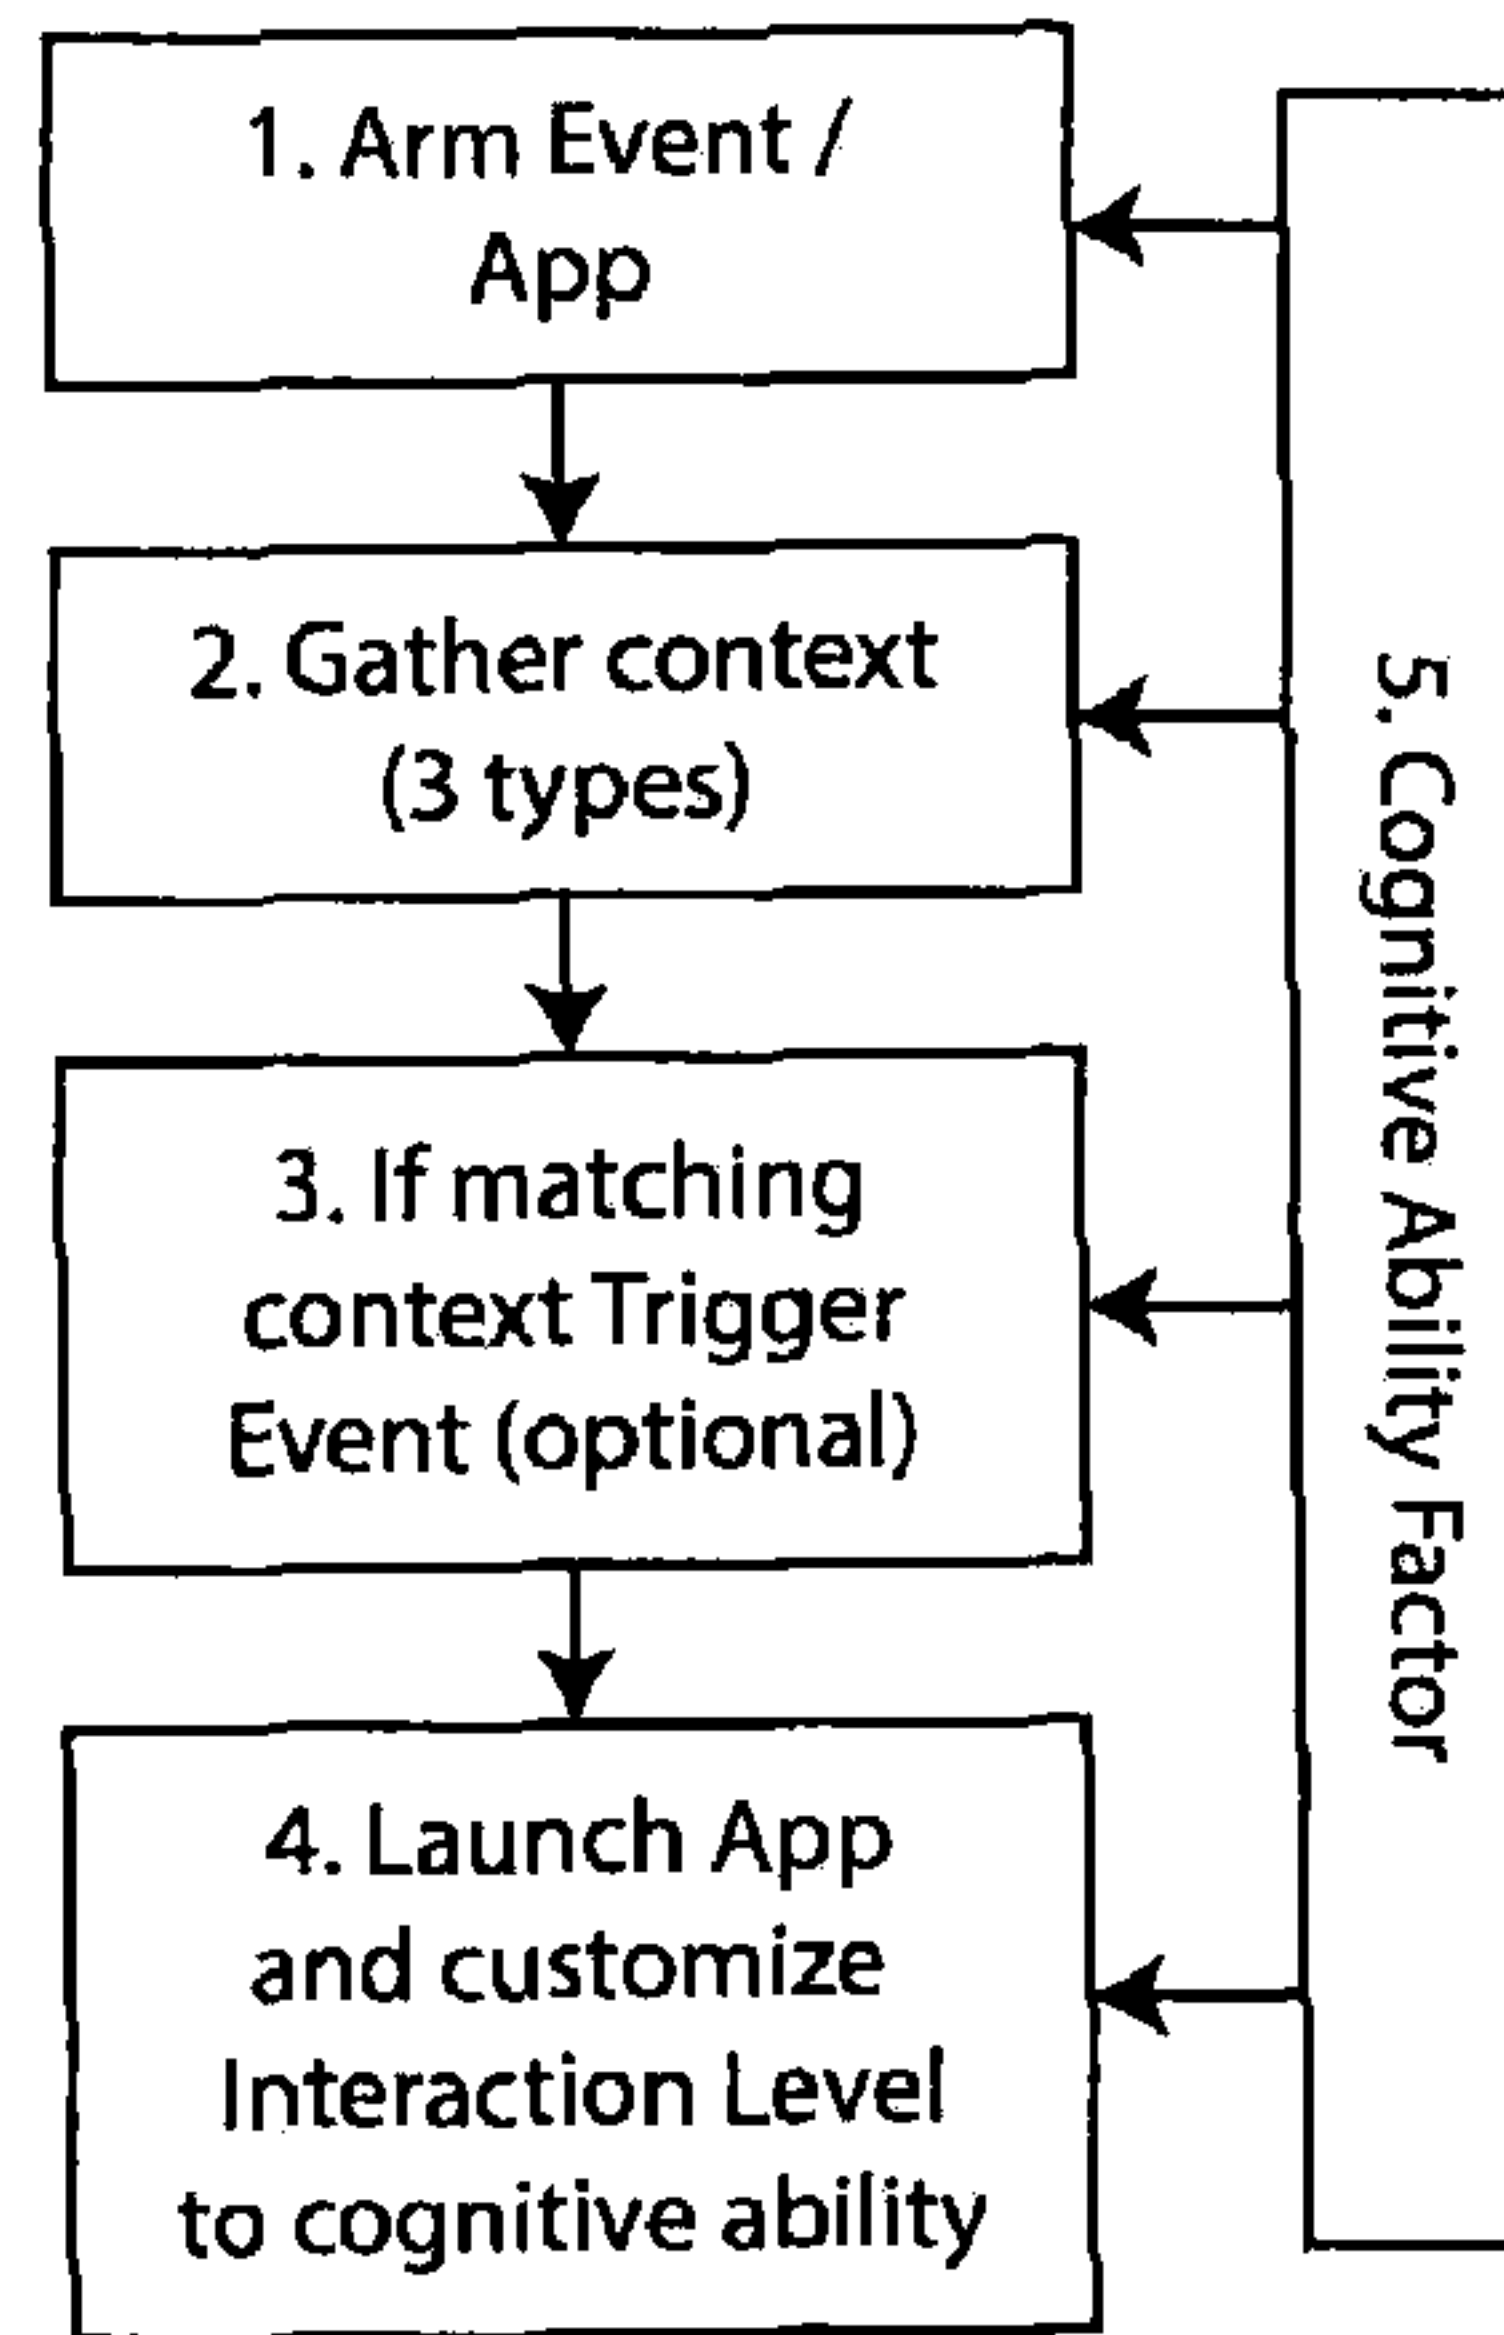 1. Arm Event /
App
2. Gather context
(3 types)
3. If matching
context Trigger
Event (optional)
4. Launch App
and customize
Interaction Level
to cognitive ability
5. Cognitive Abillity Factor